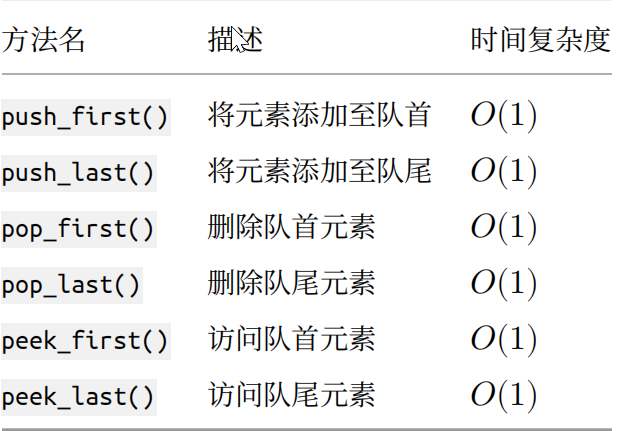 方法名 描述 时间复杂度
push_first() 将元素添加至队首 O(1)
push_last() 将元素添加至队尾 O(1)
pop_first() 删除队首元素 O(1)
pop_last() 删除队尾元素 O(1)
peek_first() 访问队首元素 O(1)
peek_last() 访问队尾元素 O(1)